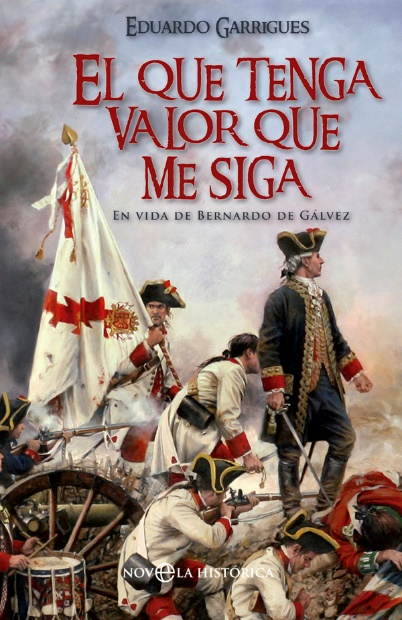 EDUARDO GARRIGUES
EL QUE TENGA
VALOR QUE
ME SIGA
EN VIDA DE BERNARDO DE GÁLVEZ
NOVELA HISTÓRICA